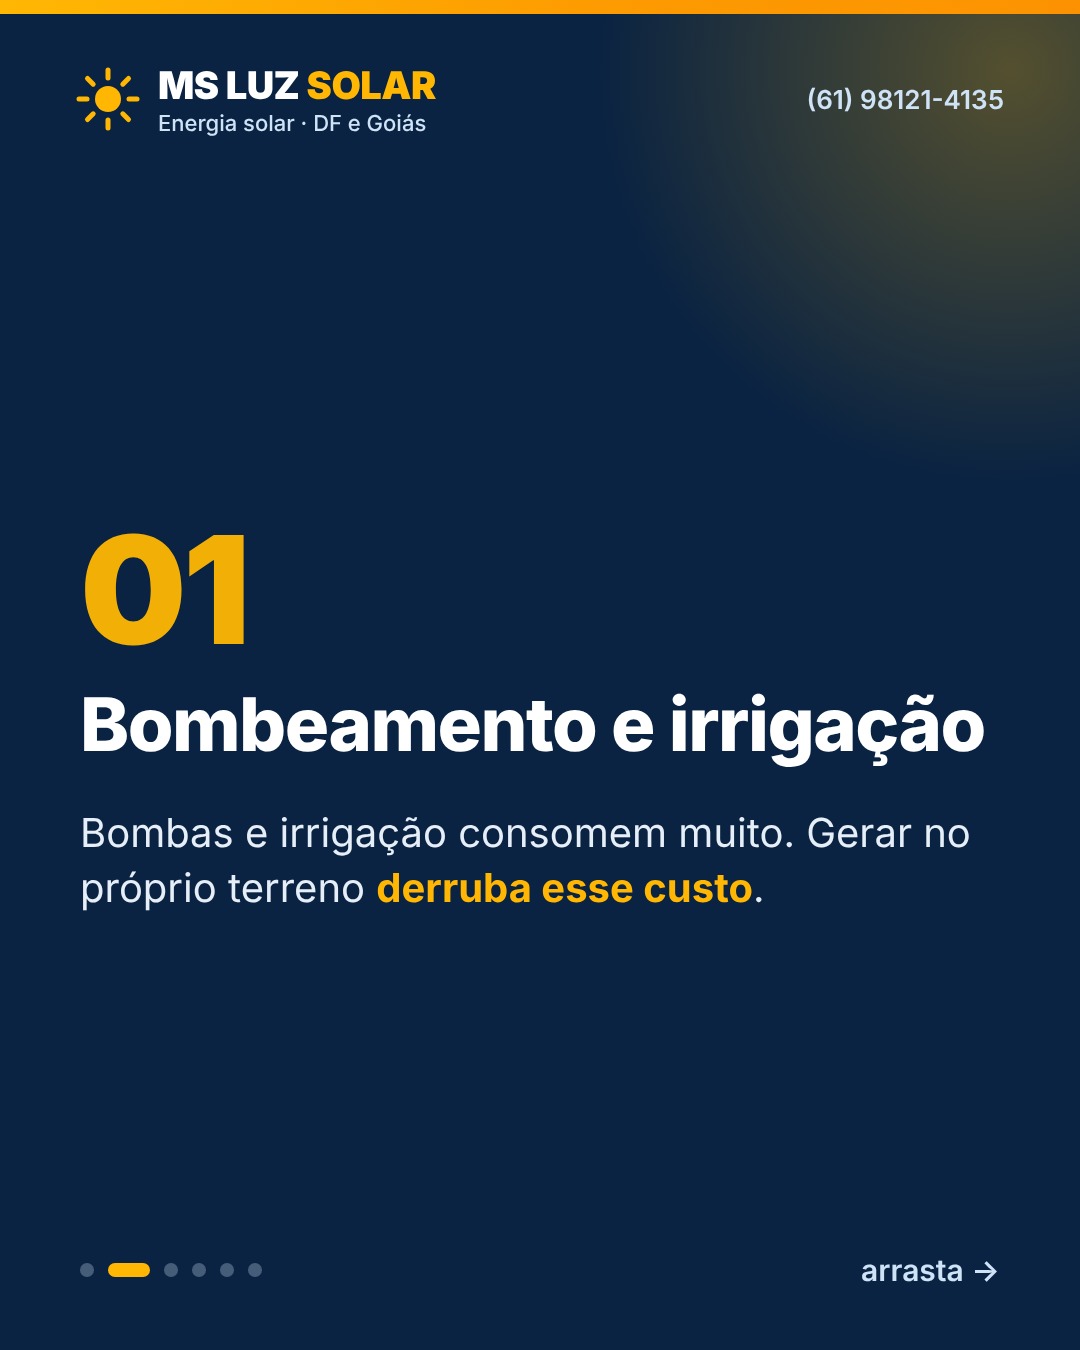 MS LUZ SOLAR
Energia solar · DF e Goiás
(61) 98121-4135
01
Bombeamento e irrigação
Bombas e irrigação consomem muito. Gerar no
próprio terreno derruba esse custo.
arrasta →